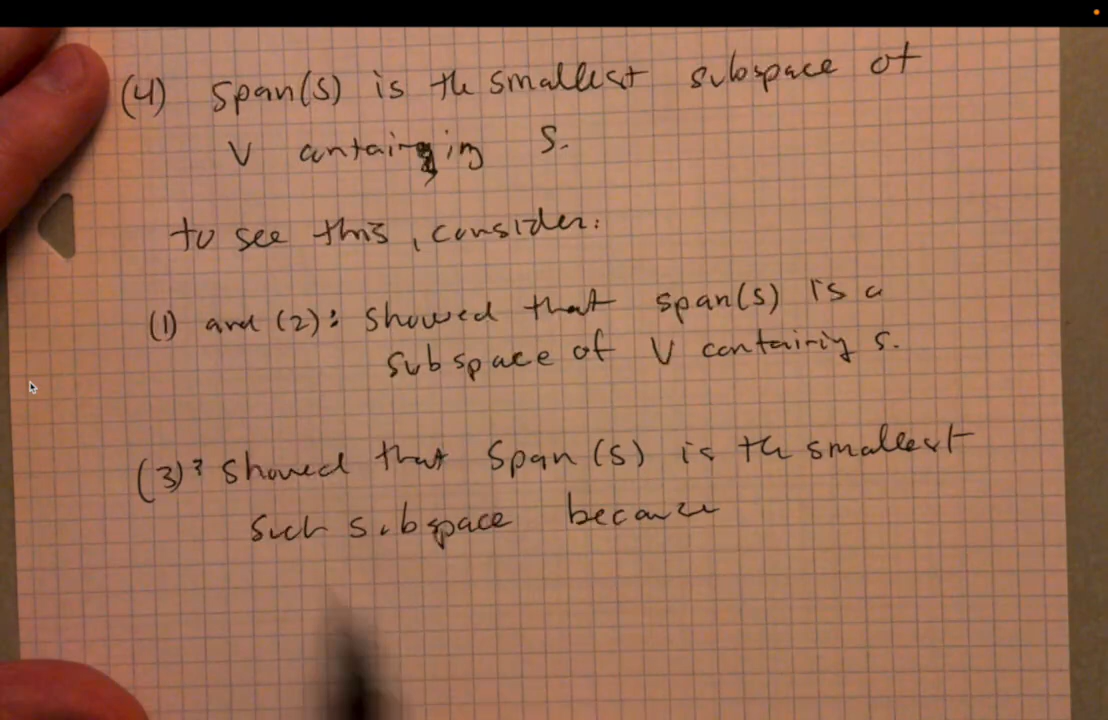 (4) Span(S) is the smallest subspace of
V containing S.
to see this, consider:
(1) and (2): showed that span(S) is a
subspace of V containing S.
(3): showed that Span(S) is the smallest
such subspace because